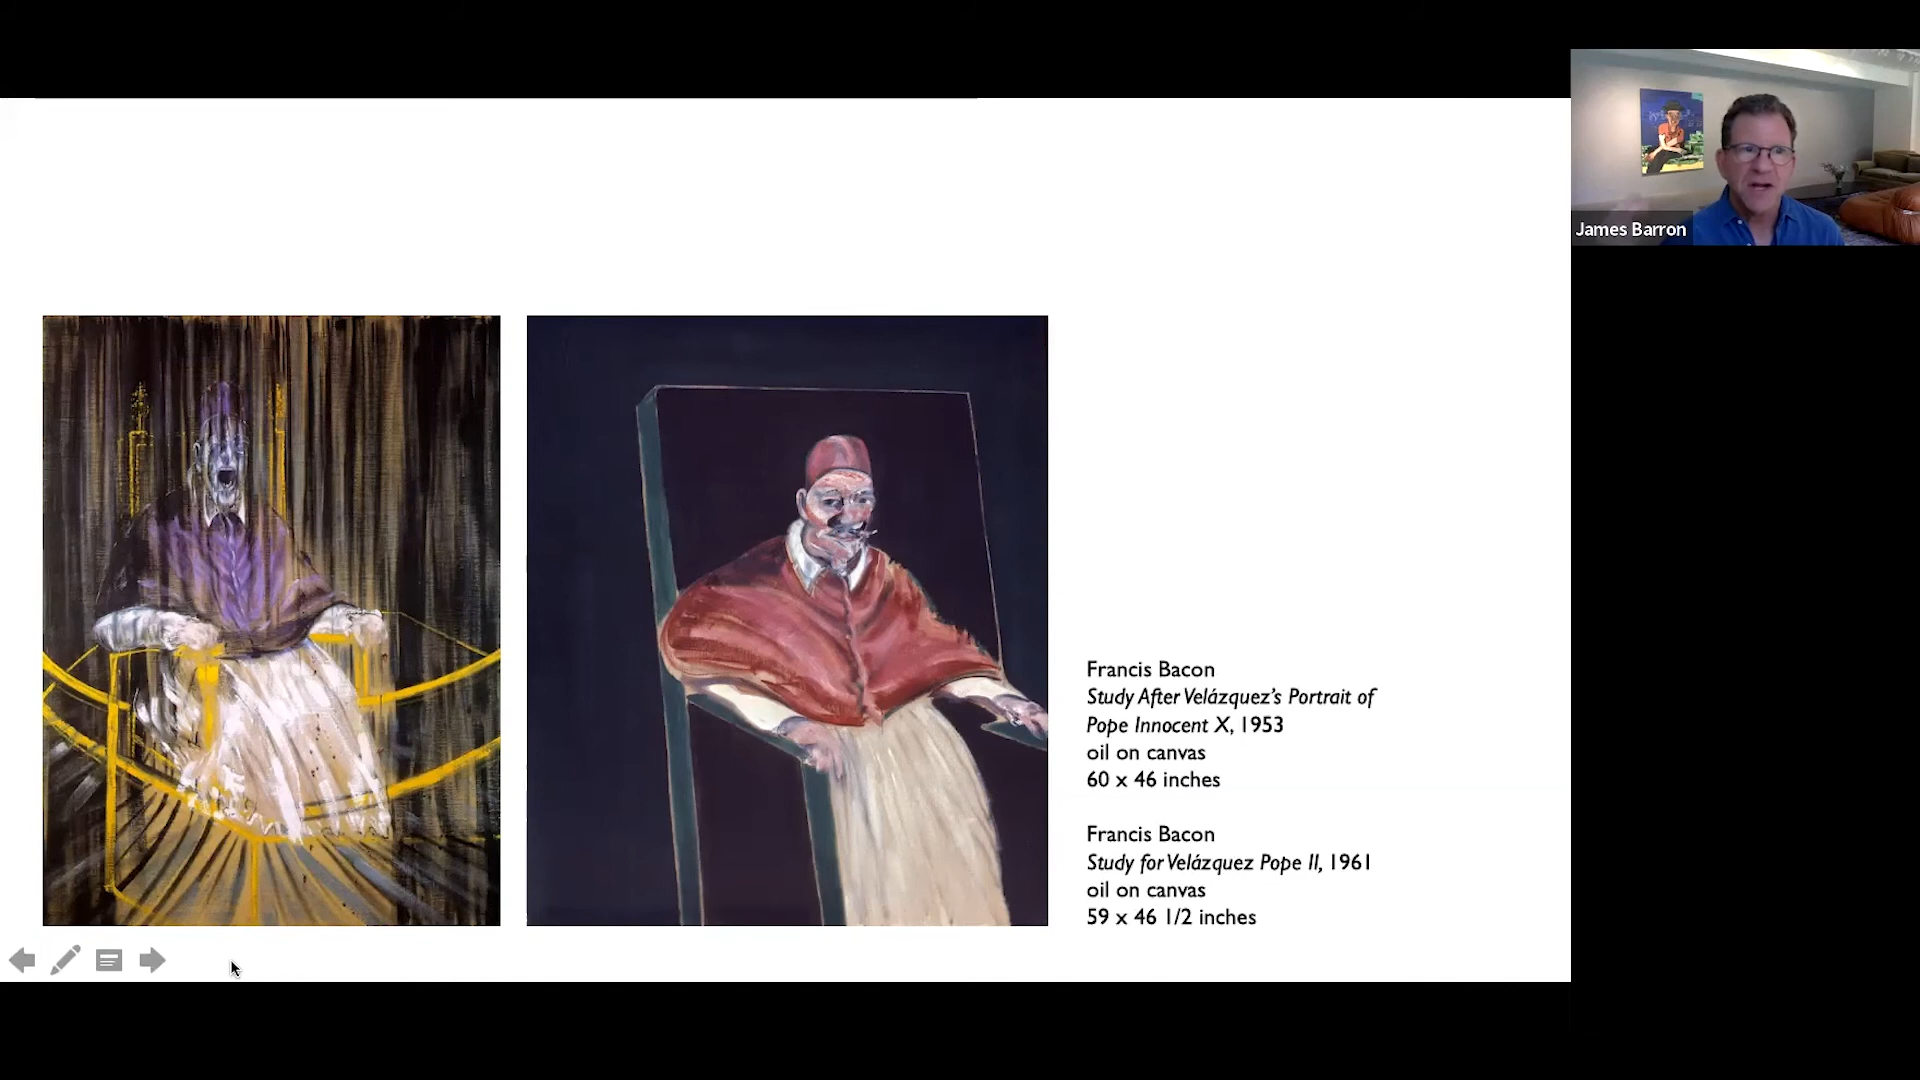 James Barron
Francis Bacon
Study After Velázquez's Portrait of
Pope Innocent X, 1953
oil on canvas
60 x 46 inches
Francis Bacon
Study for Velázquez Pope II, 1961
oil on canvas
59 x 46 1/2 inches